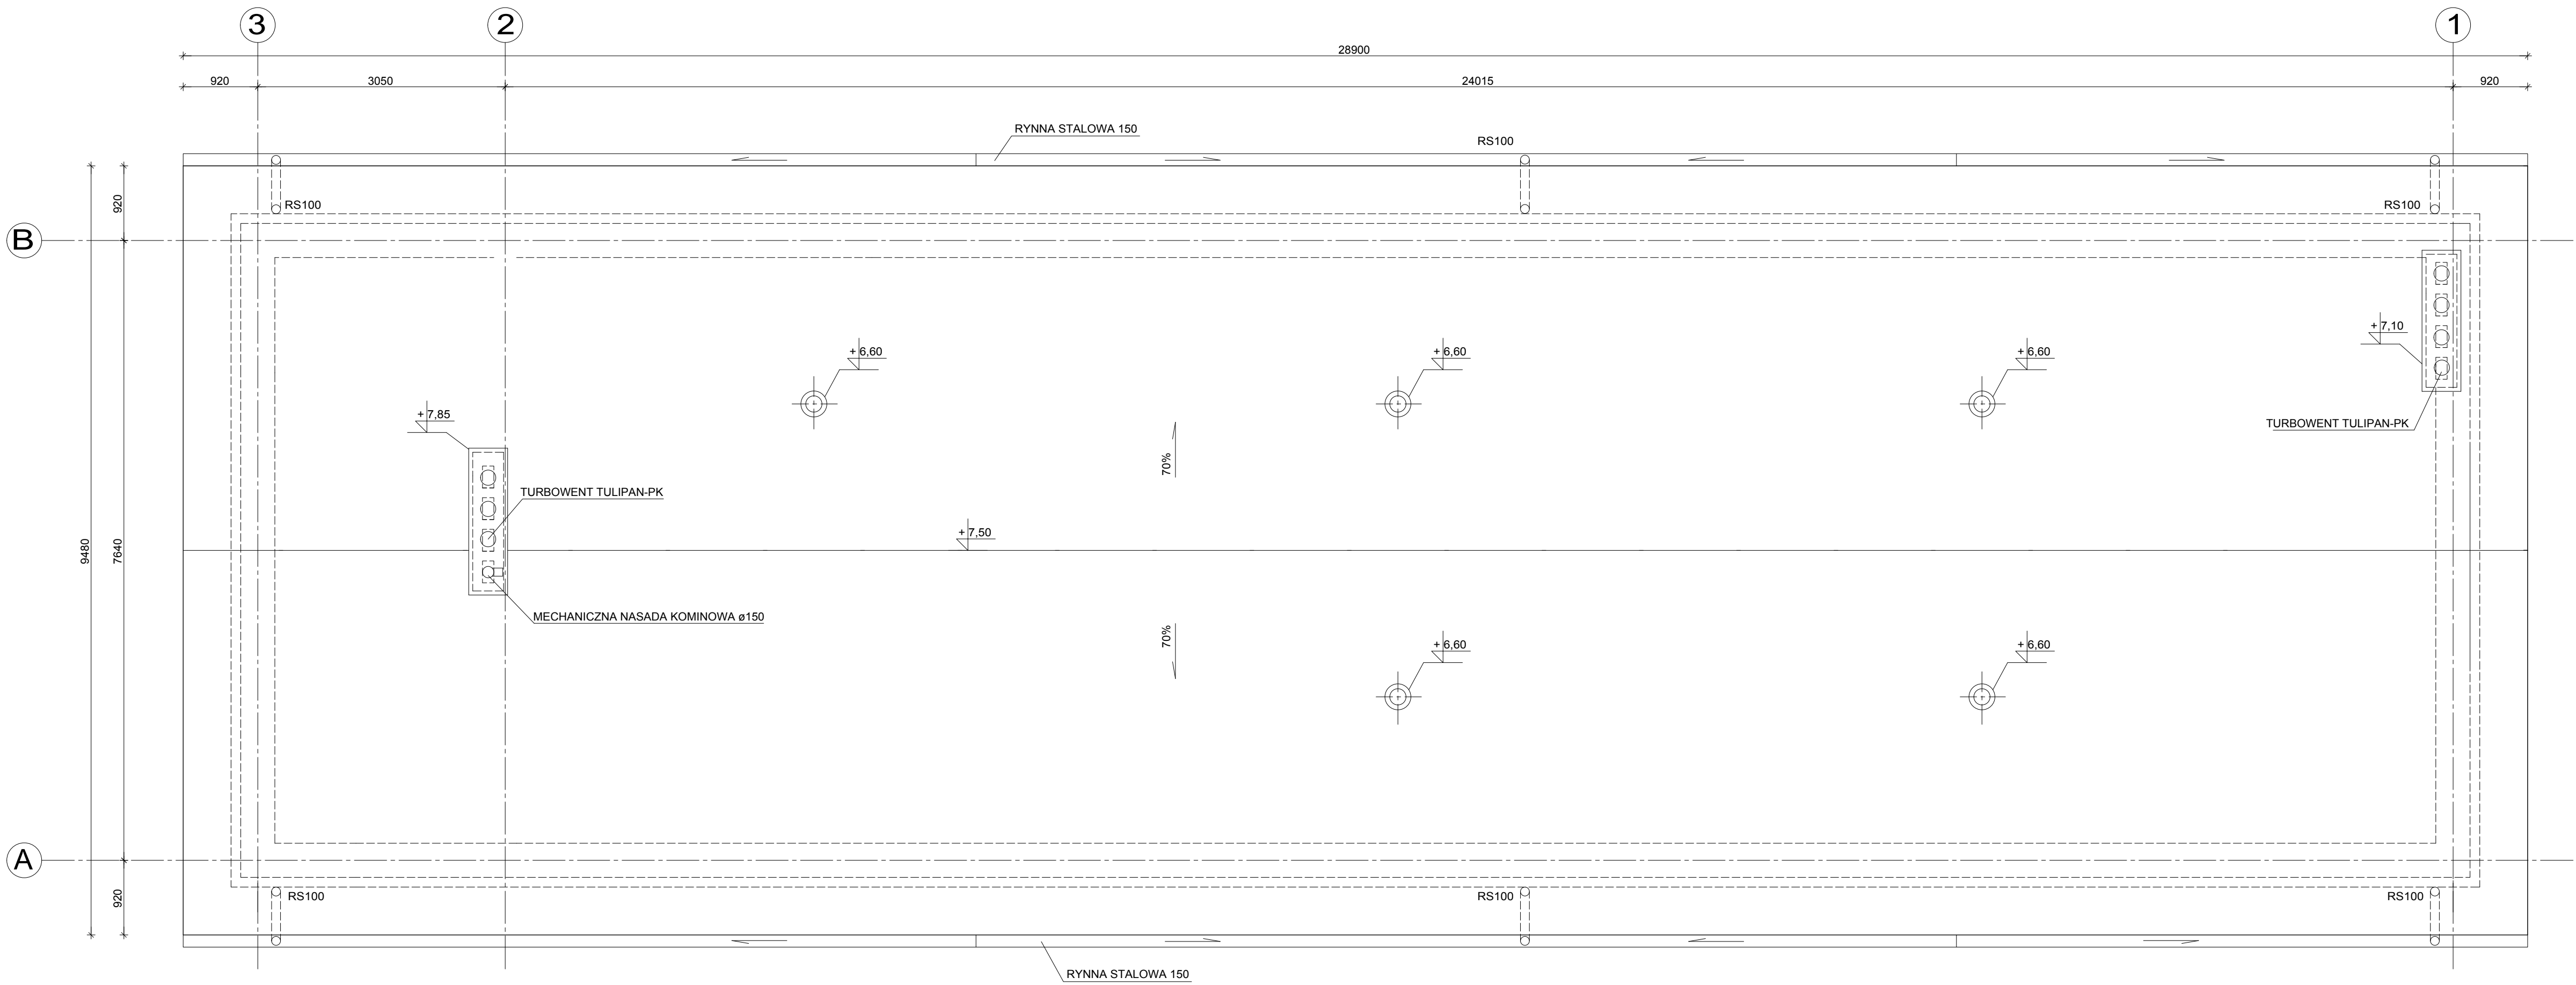 3
2
1
28900
920
3050
24015
920
RYNNA STALOWA 150
RS100
920
RS100
RS100
B
+ 7,10
+ 6,60
+ 6,60
+ 6,60
+ 7,85
TURBOWENT TULIPAN-PK
70%
TURBOWENT TULIPAN-PK
+ 7,50
9480
7640
MECHANICZNA NASADA KOMINOWA ø150
70%
+ 6,60
+ 6,60
A
920
RS100
RS100
RS100
RYNNA STALOWA 150